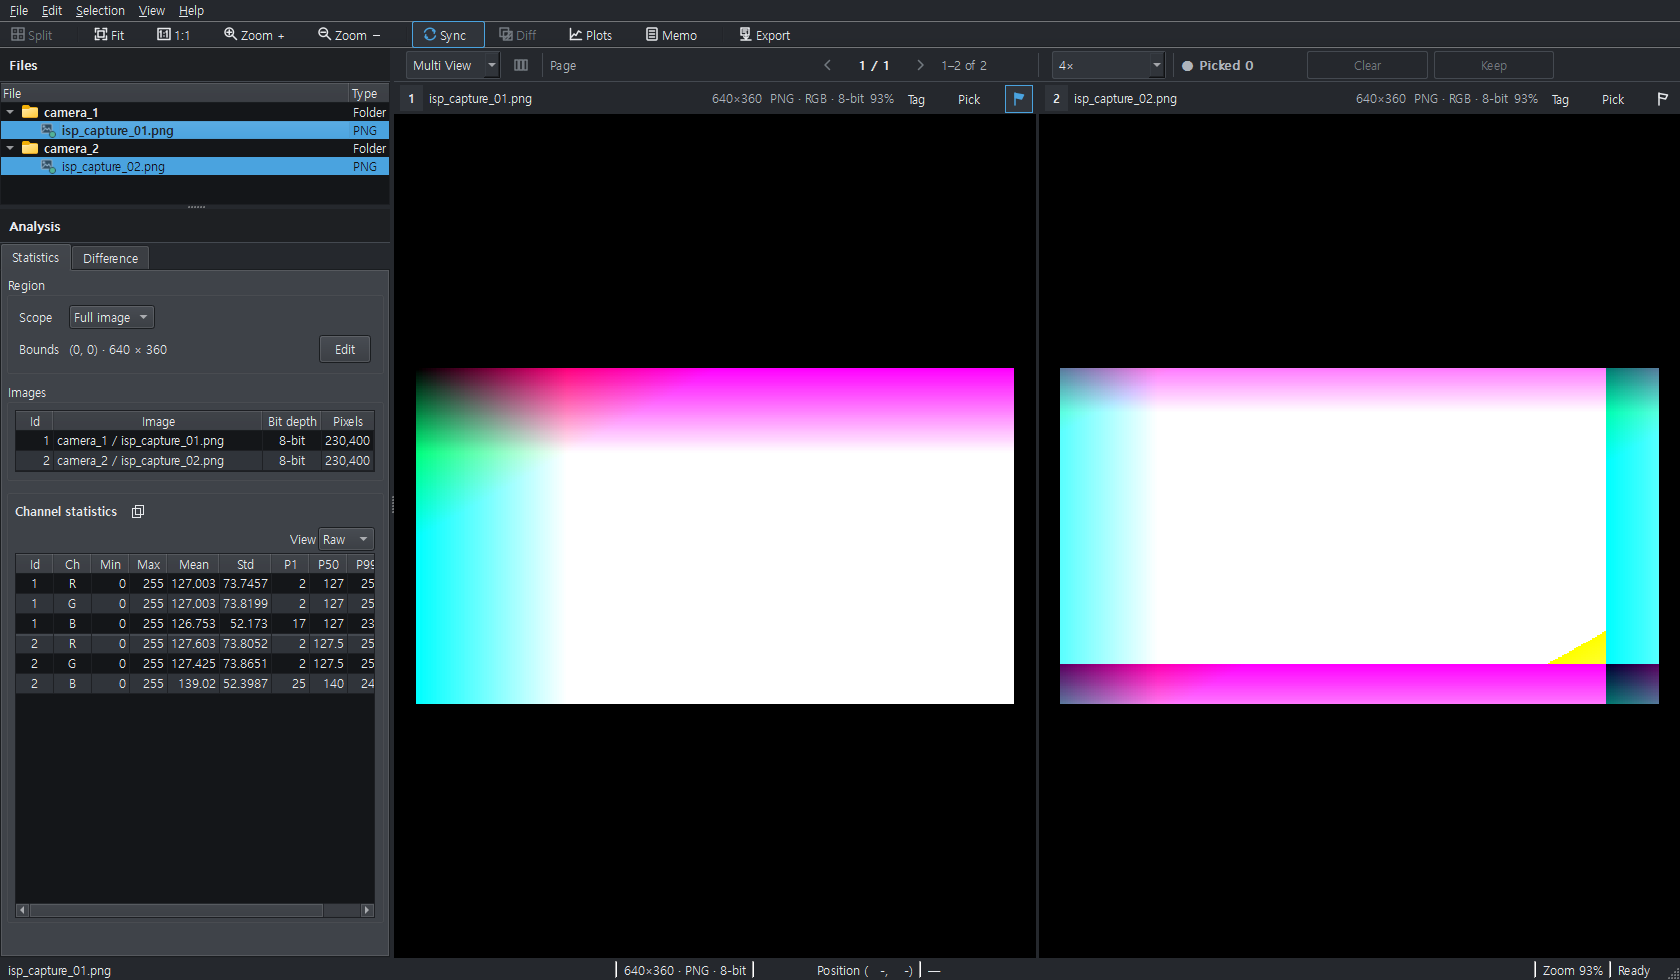 File Edit Selection View Help
Split Fit 1:1 Zoom + Zoom − Sync Diff Plots Memo Export
Files
Multi View Page 1 / 1 1–2 of 2 4× Picked 0 Clear Keep
File Type
1 isp_capture_01.png 640×360 PNG · RGB · 8-bit 93% Tag Pick
2 isp_capture_02.png 640×360 PNG · RGB · 8-bit 93% Tag Pick
camera_1 Folder
isp_capture_01.png PNG
camera_2 Folder
isp_capture_02.png PNG
Analysis
Statistics Difference
Region
Scope Full image
Bounds (0, 0) · 640 × 360 Edit
Images
Id Image Bit depth Pixels
1 camera_1 / isp_capture_01.png 8-bit 230,400
2 camera_2 / isp_capture_02.png 8-bit 230,400
Channel statistics
View Raw
Id Ch Min Max Mean Std P1 P50 P99
1 R 0 255 127.003 73.7457 2 127 25
1 G 0 255 127.003 73.8199 2 127 25
1 B 0 255 126.753 52.173 17 127 23
2 R 0 255 127.603 73.8052 2 127.5 25
2 G 0 255 127.425 73.8651 2 127.5 25
2 B 0 255 139.02 52.3987 25 140 24
isp_capture_01.png 640×360 · PNG · 8-bit Position ( -, -) — Zoom 93% Ready